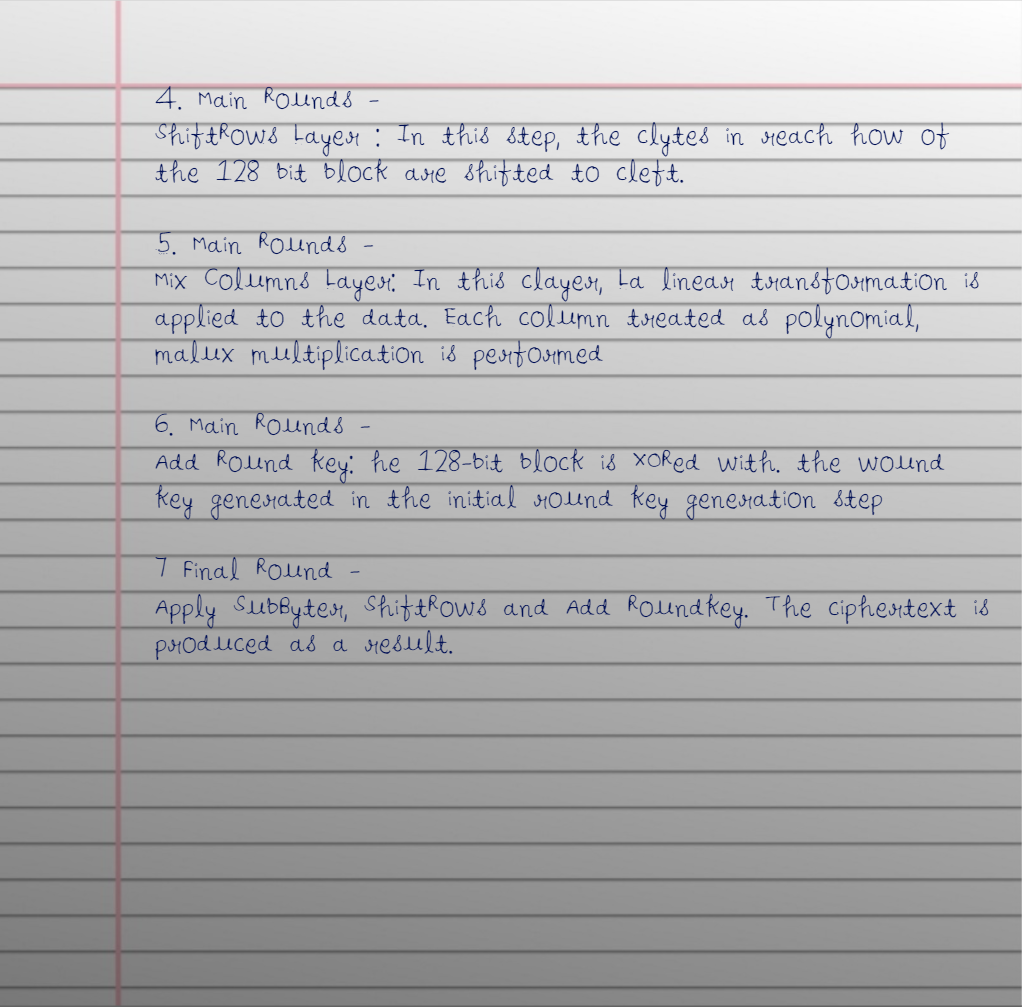 4. Main Rounds -
ShiftRows Layer : In this step, the clytes in reach how of
the 128 bit block are shifted to cleft.
5. Main Rounds -
Mix Columns Layer: In this clayer, La linear transformation is
applied to the data. Each column treated as polynomial,
malux multiplication is performed
6. Main Rounds -
Add Round key: he 128-bit block is XORed with. the wound
key generated in the initial round key generation step
7 Final Round -
Apply SubByter, ShiftRows and Add Roundkey. The ciphertext is
produced as a result.